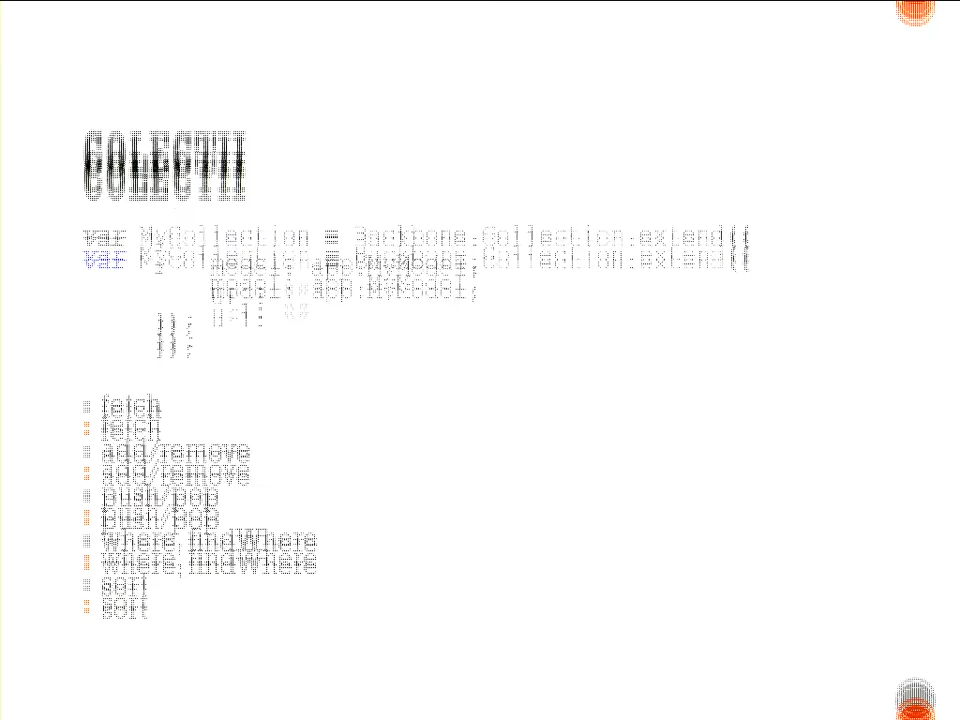 COLECTII
var MyCollection = Backbone.Collection.extend({
model: app.MyModel,
url: ""
});
fetch
add/remove
push/pop
where, findWhere
sort